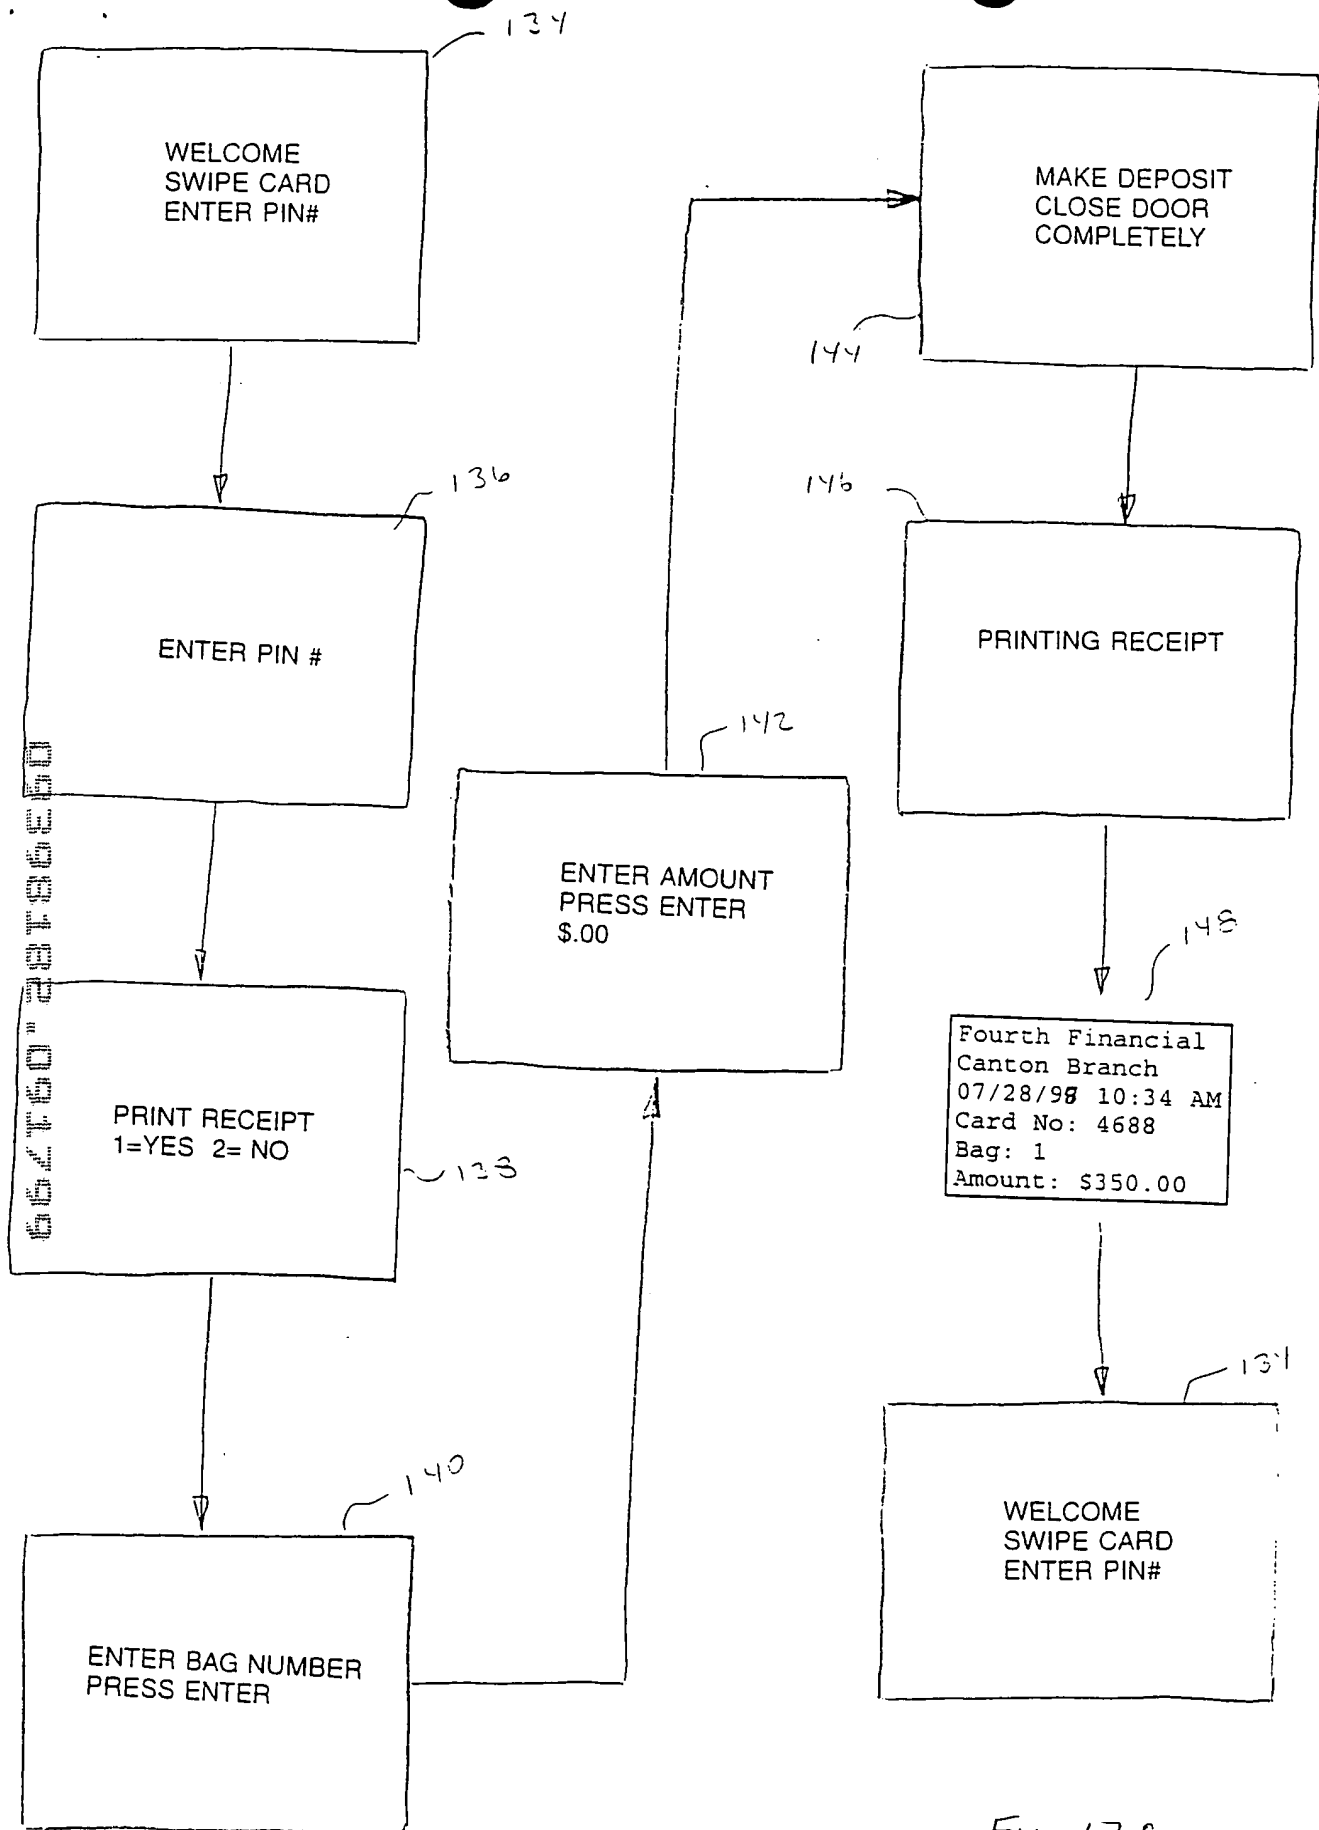 134
WELCOME
SWIPE CARD
ENTER PIN#
136
ENTER PIN #
PRINT RECEIPT
1=YES 2= NO
138
140
ENTER BAG NUMBER
PRESS ENTER
142
ENTER AMOUNT
PRESS ENTER
$.00
MAKE DEPOSIT
CLOSE DOOR
COMPLETELY
144
146
PRINTING RECEIPT
148
Fourth Financial
Canton Branch
07/28/98 10:34 AM
Card No: 4688
Bag: 1
Amount: $350.00
134
WELCOME
SWIPE CARD
ENTER PIN#
09398182.091799